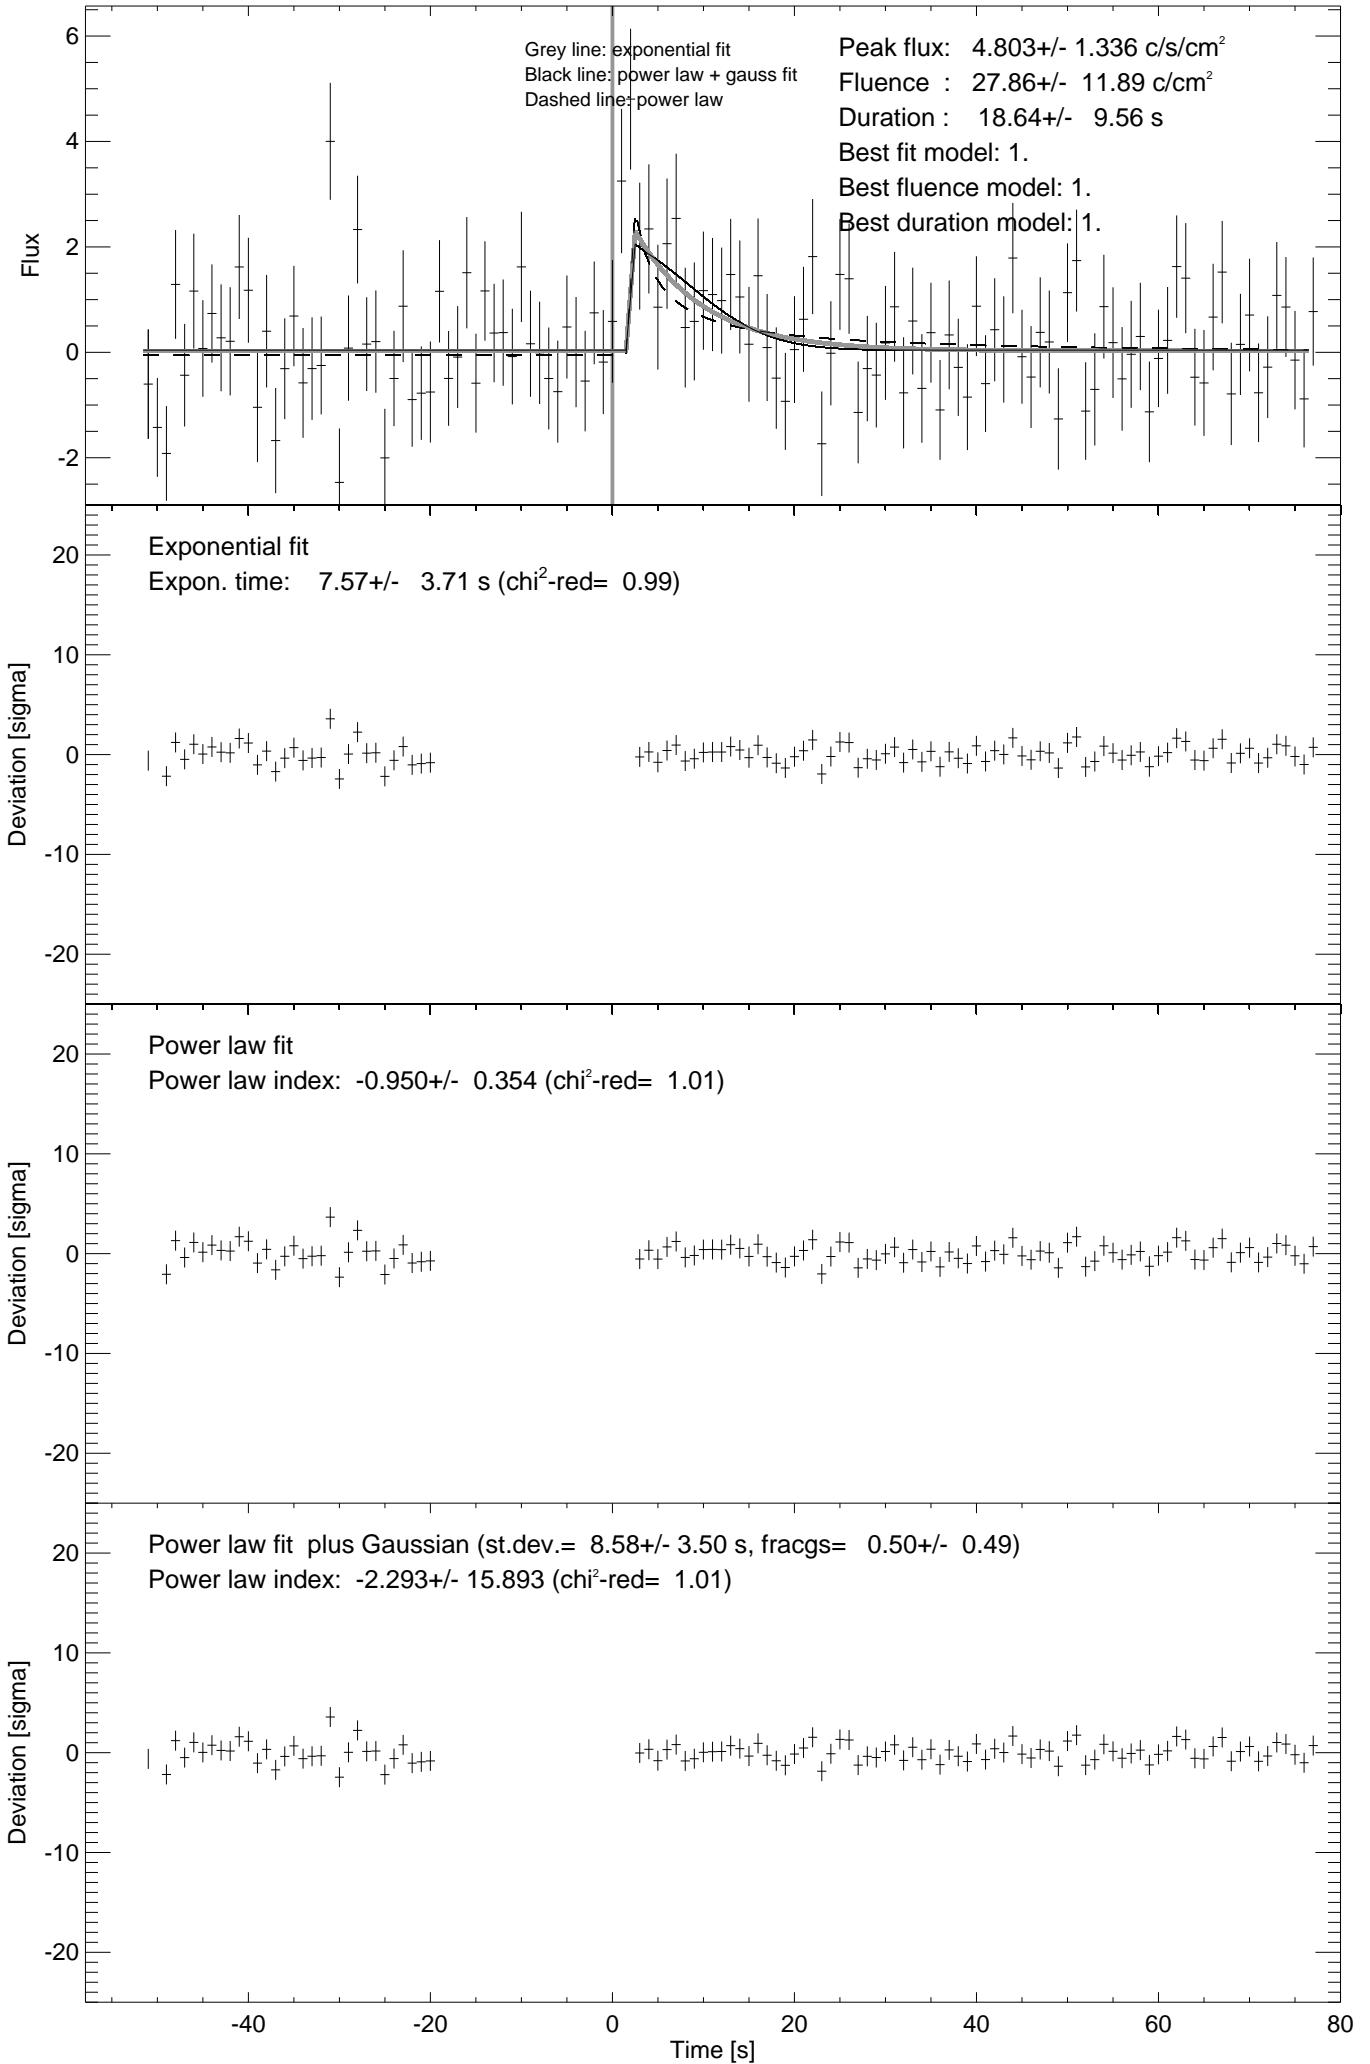 6
4
2
0
-2
Flux
Grey line: exponential fit
Black line: power law + gauss fit
Dashed line: power law
Peak flux: 4.803+/- 1.336 c/s/cm²
Fluence : 27.86+/- 11.89 c/cm²
Duration : 18.64+/- 9.56 s
Best fit model: 1.
Best fluence model: 1.
Best duration model: 1.
20
10
0
-10
-20
Deviation [sigma]
Exponential fit
Expon. time: 7.57+/- 3.71 s (chi²-red= 0.99)
20
10
0
-10
-20
Deviation [sigma]
Power law fit
Power law index: -0.950+/- 0.354 (chi²-red= 1.01)
20
10
0
-10
-20
Deviation [sigma]
Power law fit plus Gaussian (st.dev.= 8.58+/- 3.50 s, fracgs= 0.50+/- 0.49)
Power law index: -2.293+/- 15.893 (chi²-red= 1.01)
-40 -20 0 20 40 60 80
Time [s]